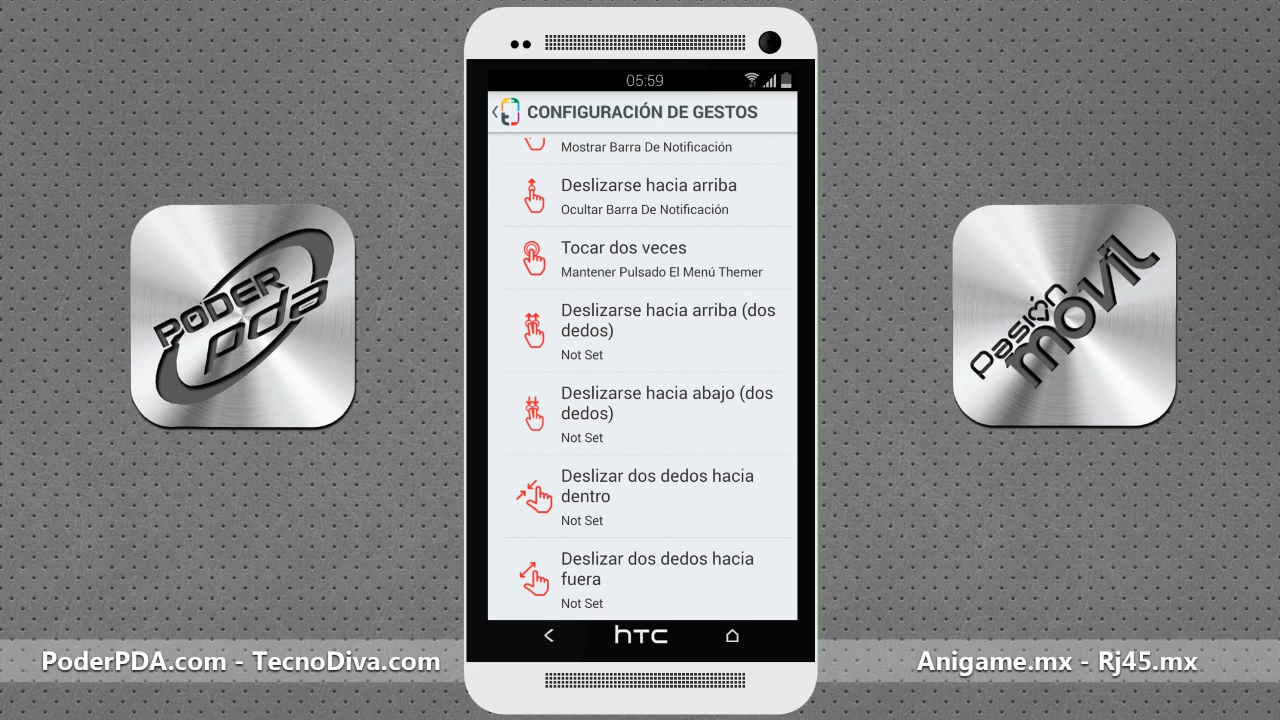 05:59
CONFIGURACIÓN DE GESTOS
Mostrar Barra De Notificación
Deslizarse hacia arriba
Ocultar Barra De Notificación
Tocar dos veces
Mantener Pulsado El Menú Themer
Deslizarse hacia arriba (dos
dedos)
Not Set
Deslizarse hacia abajo (dos
dedos)
Not Set
Deslizar dos dedos hacia
dentro
Not Set
Deslizar dos dedos hacia
fuera
Not Set
hTC
PODER
pda
pasión
movil
PoderPDA.com - TecnoDiva.com
Anigame.mx - Rj45.mx